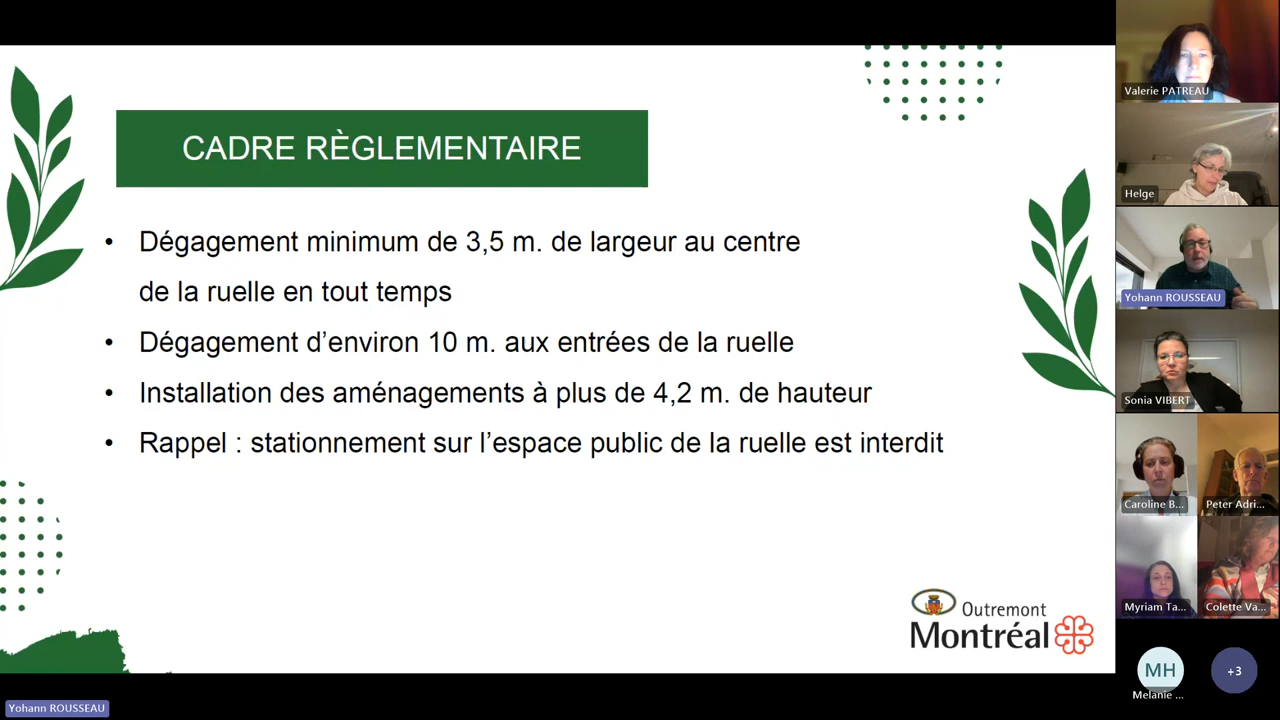 CADRE RÈGLEMENTAIRE
• Dégagement minimum de 3,5 m. de largeur au centre
de la ruelle en tout temps
• Dégagement d’environ 10 m. aux entrées de la ruelle
• Installation des aménagements à plus de 4,2 m. de hauteur
• Rappel : stationnement sur l’espace public de la ruelle est interdit
Outremont
Montréal
Yohann ROUSSEAU
Valerie PATREAU
Helge
Yohann ROUSSEAU
Sonia VIBERT
Caroline B...
Peter Adri...
Myriam Ta...
Colette Va...
MH
Melanie ...
+3